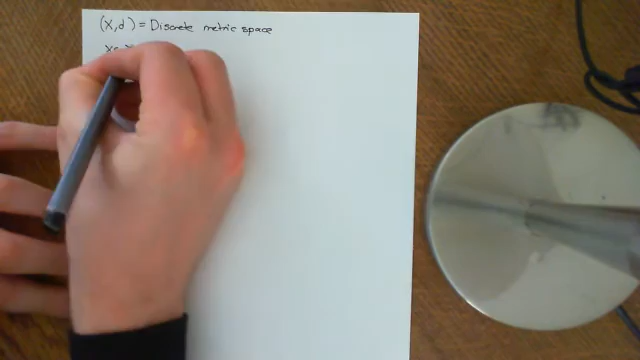 (X,d) = Discrete metric space